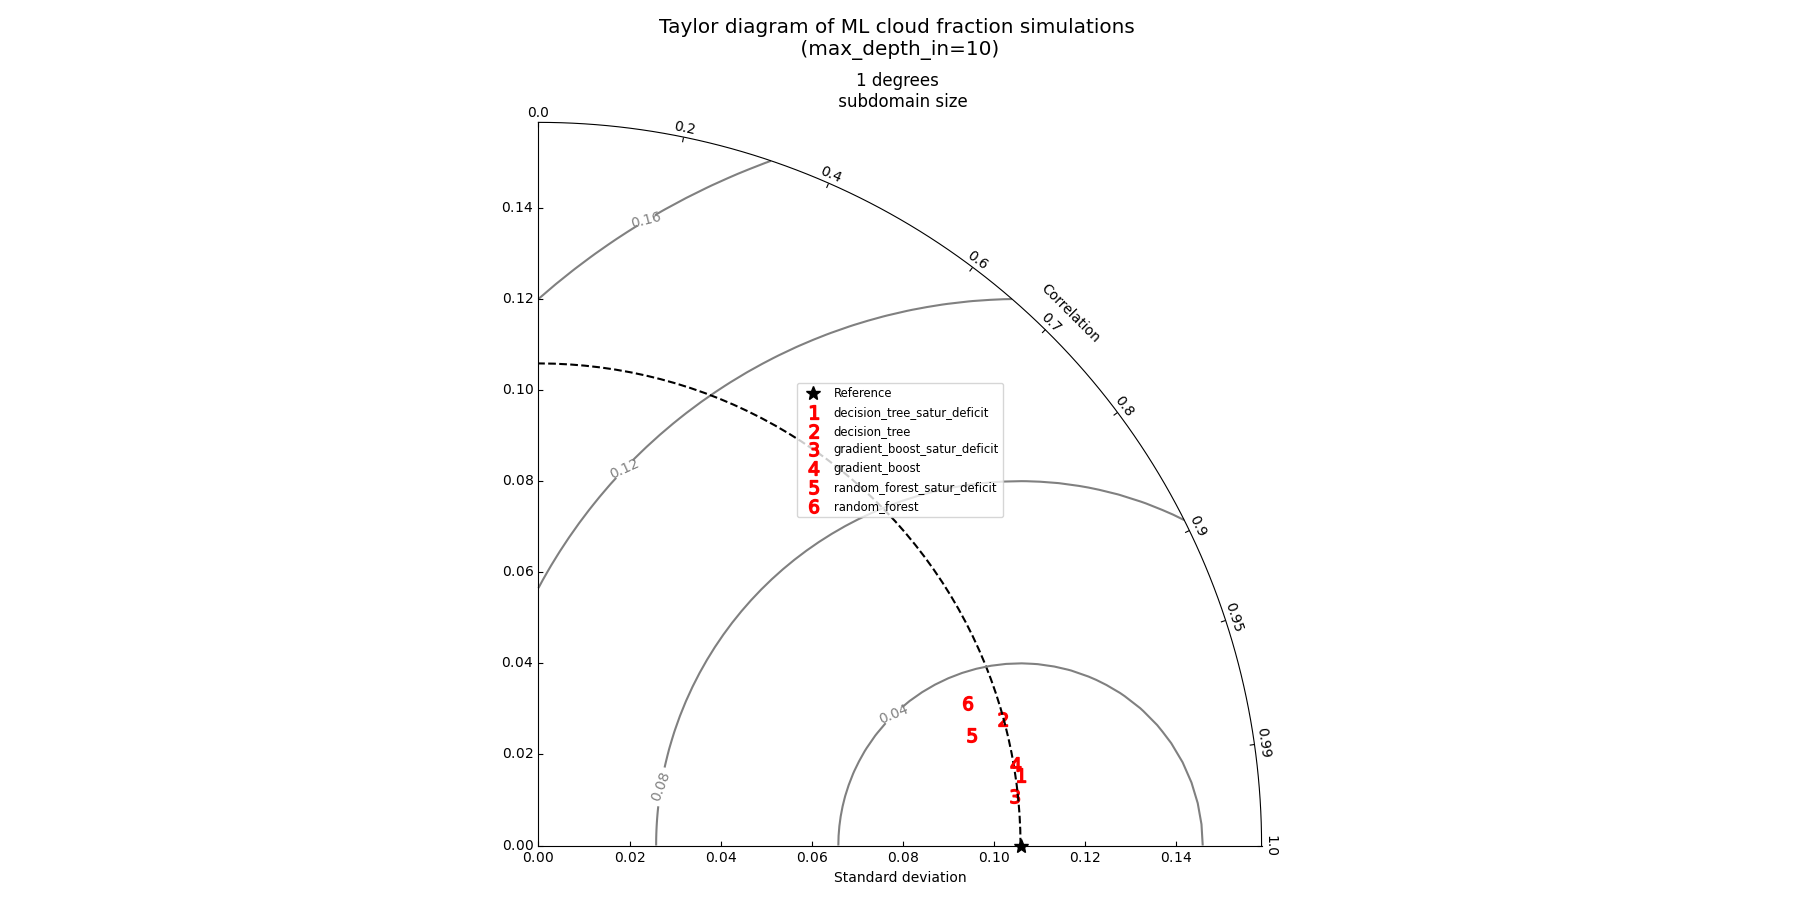 Taylor diagram of ML cloud fraction simulations
(max_depth_in=10)
1 degrees
subdomain size
0.0
0.2
0.4
0.6
Correlation
0.7
0.8
0.9
0.95
0.99
1.0
0.14
0.12
0.10
0.08
0.06
0.04
0.02
0.00
0.16
0.12
0.08
0.04
Reference
1 decision_tree_satur_deficit
2 decision_tree
3 gradient_boost_satur_deficit
4 gradient_boost
5 random_forest_satur_deficit
6 random_forest
6
2
5
4
1
3
0.00 0.02 0.04 0.06 0.08 0.10 0.12 0.14
Standard deviation